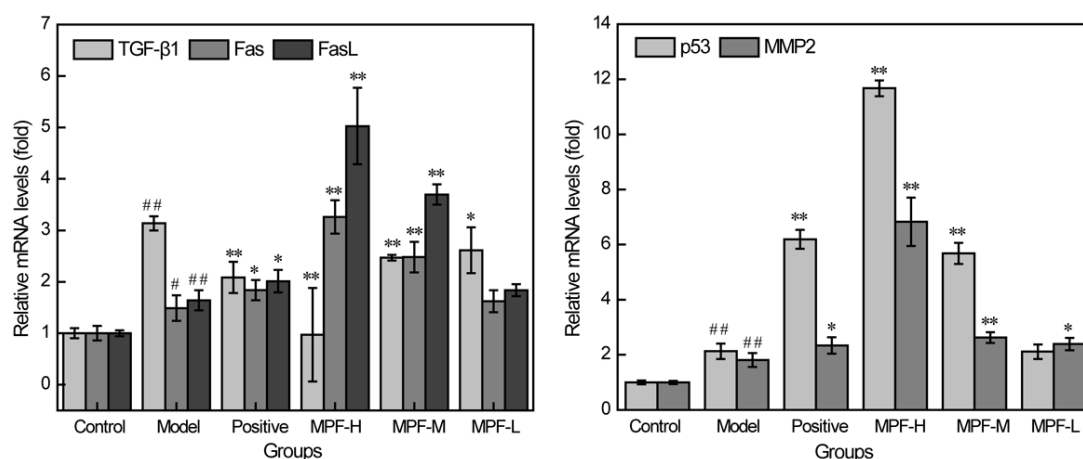 7
6
5
4
3
2
1
0
Relative mRNA levels (fold)
TGF-β1 Fas FasL
## # ##
** * *
** ** **
** ** **
*
Control Model Positive MPF-H MPF-M MPF-L
Groups
14
12
10
8
6
4
2
0
Relative mRNA levels (fold)
p53 MMP2
## ##
** *
** **
** **
*
Control Model Positive MPF-H MPF-M MPF-L
Groups